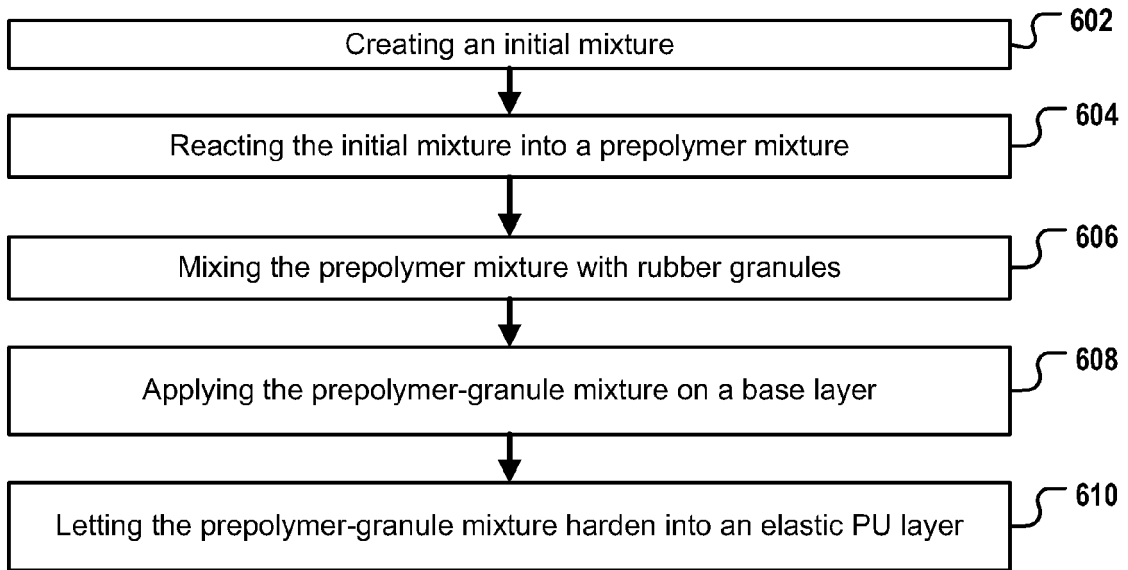 Creating an initial mixture
602
Reacting the initial mixture into a prepolymer mixture
604
Mixing the prepolymer mixture with rubber granules
606
Applying the prepolymer-granule mixture on a base layer
608
Letting the prepolymer-granule mixture harden into an elastic PU layer
610